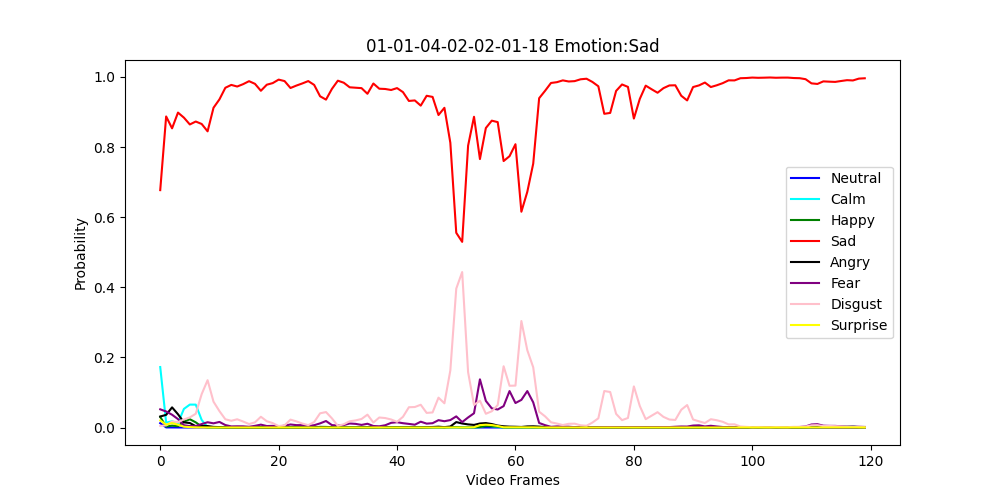 01-01-04-02-02-01-18 Emotion:Sad
Probability
1.0
0.8
0.6
0.4
0.2
0.0
Neutral
Calm
Happy
Sad
Angry
Fear
Disgust
Surprise
0 20 40 60 80 100 120
Video Frames